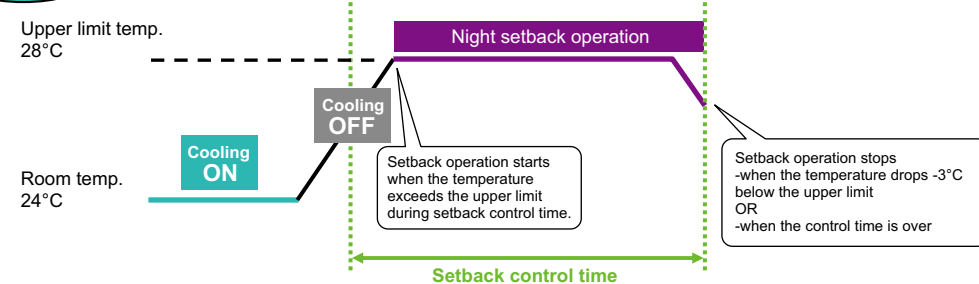 Upper limit temp.
28°C
Night setback operation
Cooling
OFF
Cooling
ON
Room temp.
24°C
Setback operation starts
when the temperature
exceeds the upper limit
during setback control time.
Setback operation stops
-when the temperature drops -3°C
below the upper limit
OR
-when the control time is over
Setback control time